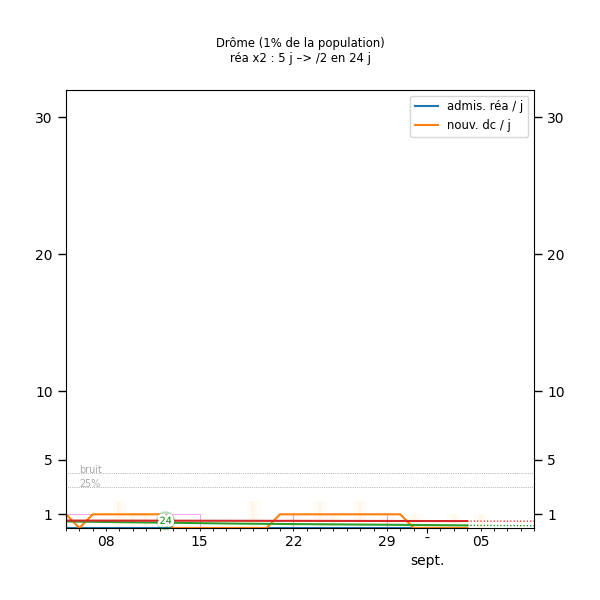 Drôme (1% de la population)
réa x2 : 5 j –> /2 en 24 j
admis. réa / j
nouv. dc / j
30 30
20 20
10 10
5 5
bruit
25%
1 24 1
08 15 22 29 - 05
sept.